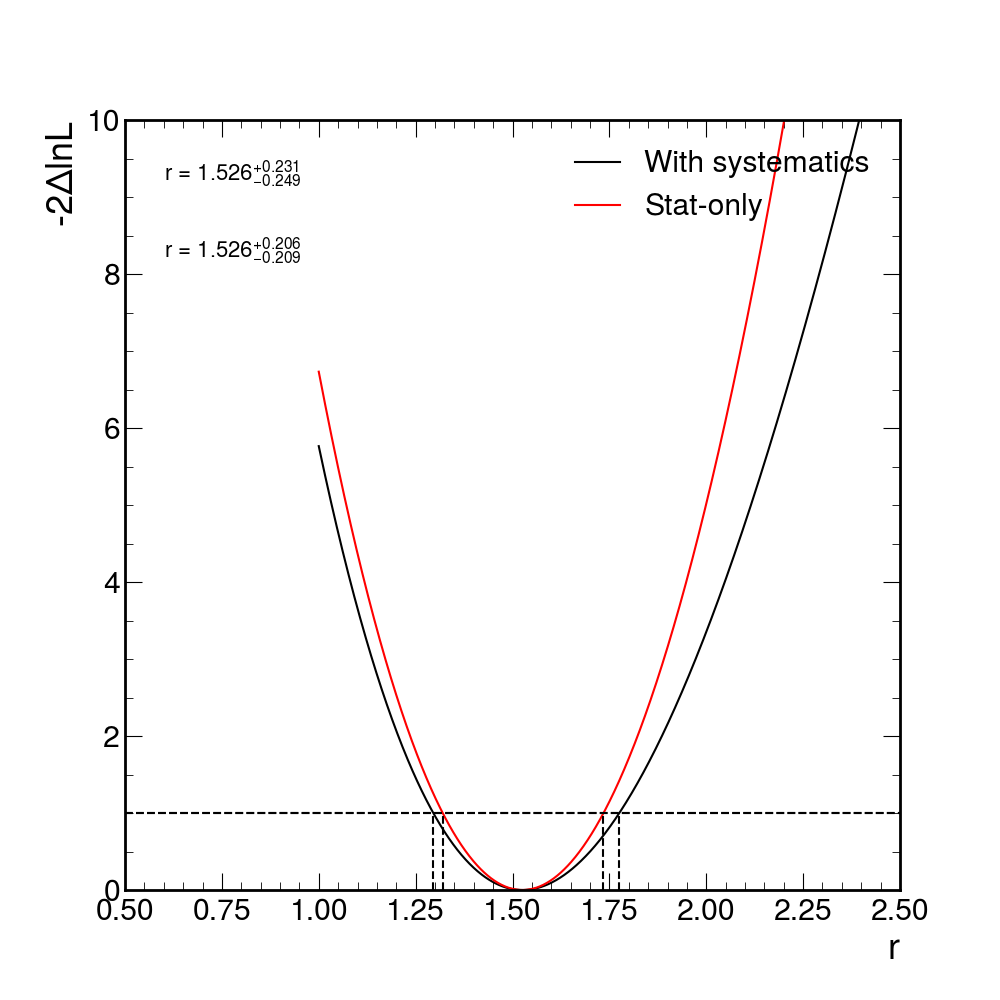 -2ΔlnL
10
r = 1.526 +0.231 −0.249
r = 1.526 +0.206 −0.209
With systematics
Stat-only
8
6
4
2
0
0.50 0.75 1.00 1.25 1.50 1.75 2.00 2.25 2.50
r